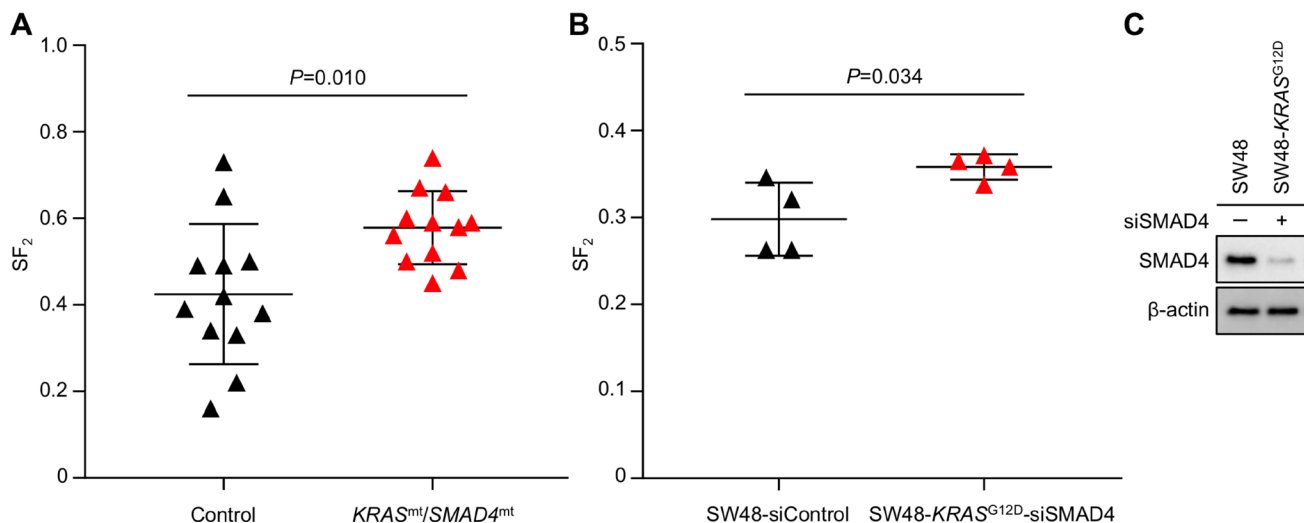 A
1.0
0.8
0.6
0.4
0.2
0
SF2
P=0.010
Control
KRASmt/SMAD4mt
B
0.5
0.4
0.3
0.2
0.1
0
SF2
P=0.034
SW48-siControl
SW48-KRASG12D-siSMAD4
C
SW48
SW48-KRASG12D
siSMAD4 – +
SMAD4
β-actin